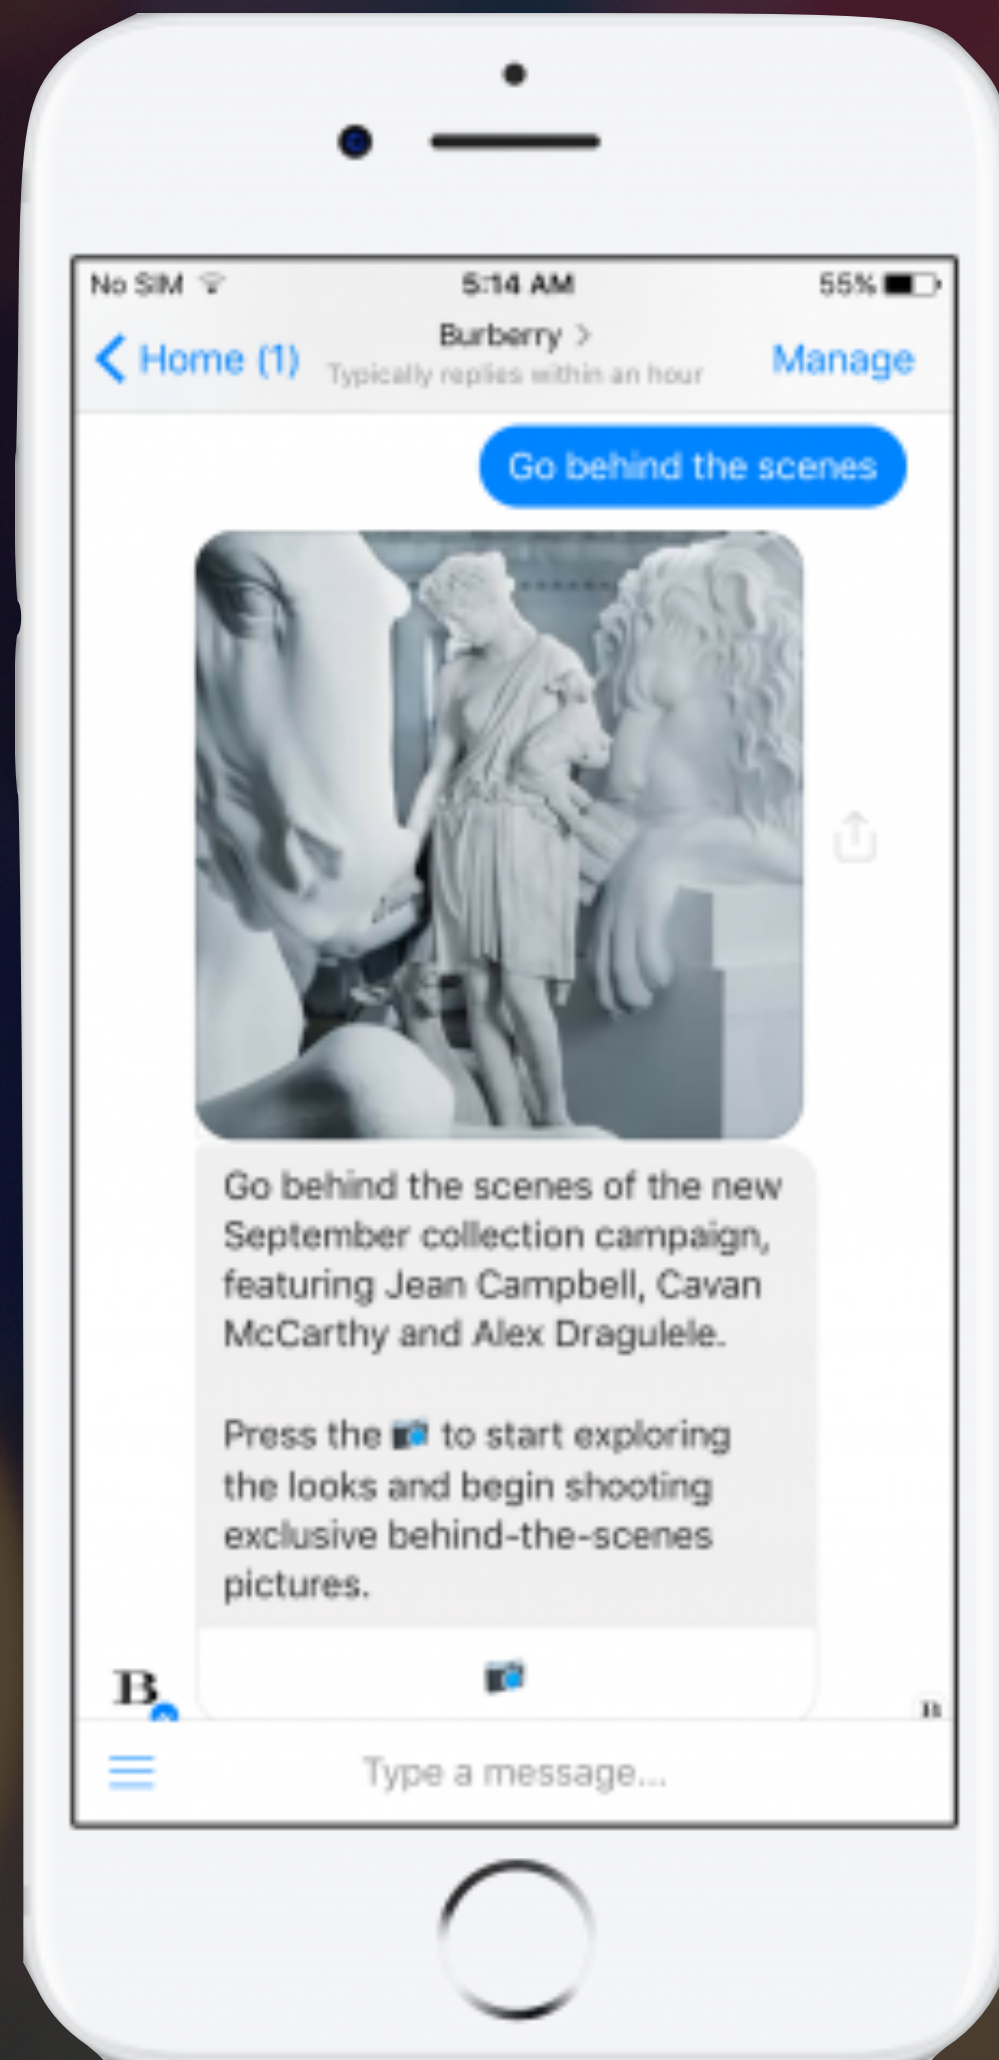 No SIM
5:14 AM
55%
Home (1)
Burberry >
Typically replies within an hour
Manage
Go behind the scenes
Go behind the scenes of the new
September collection campaign,
featuring Jean Campbell, Cavan
McCarthy and Alex Dragulele.
Press the 📸 to start exploring
the looks and begin shooting
exclusive behind-the-scenes
pictures.
B
B
Type a message...